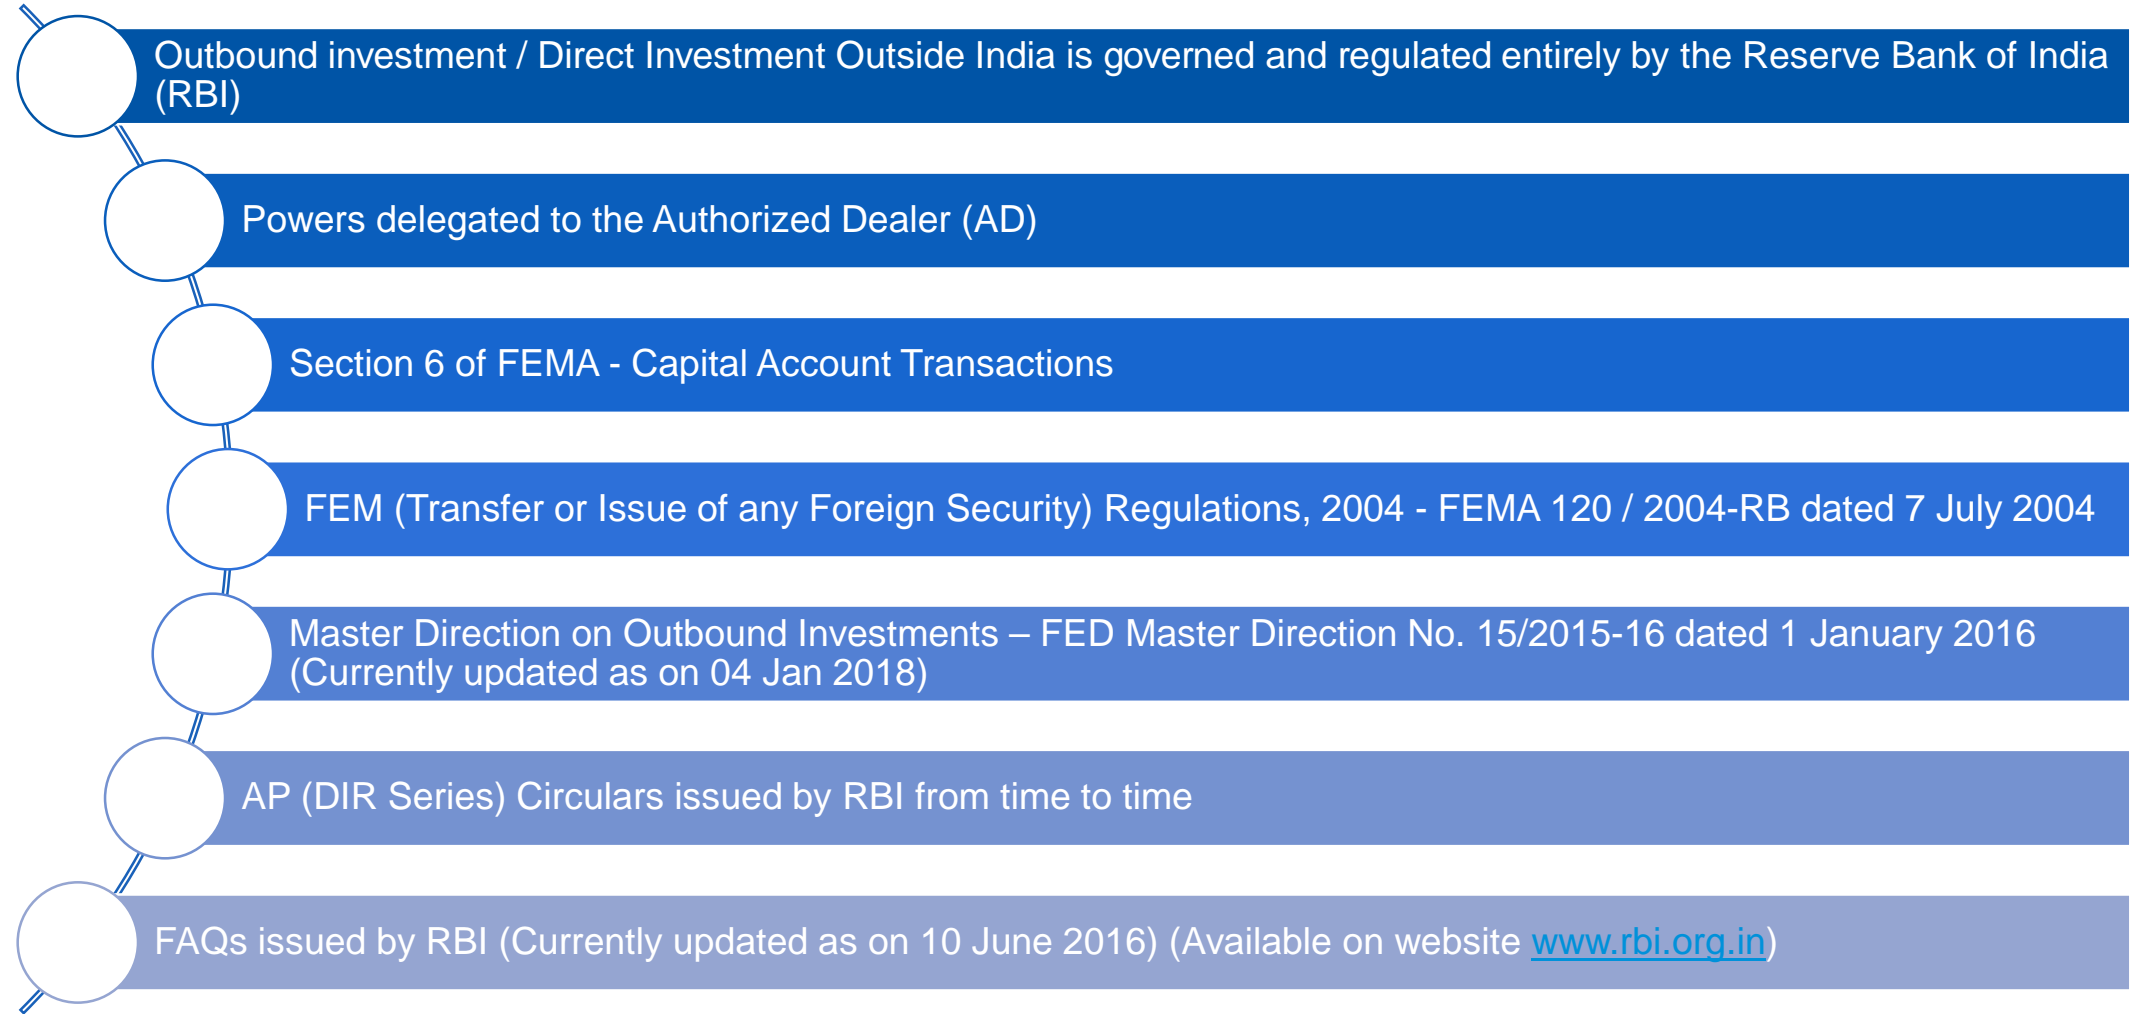 Outbound investment / Direct Investment Outside India is governed and regulated entirely by the Reserve Bank of India
(RBI)
Powers delegated to the Authorized Dealer (AD)
Section 6 of FEMA - Capital Account Transactions
FEM (Transfer or Issue of any Foreign Security) Regulations, 2004 - FEMA 120 / 2004-RB dated 7 July 2004
Master Direction on Outbound Investments – FED Master Direction No. 15/2015-16 dated 1 January 2016
(Currently updated as on 04 Jan 2018)
AP (DIR Series) Circulars issued by RBI from time to time
FAQs issued by RBI (Currently updated as on 10 June 2016) (Available on website www.rbi.org.in)